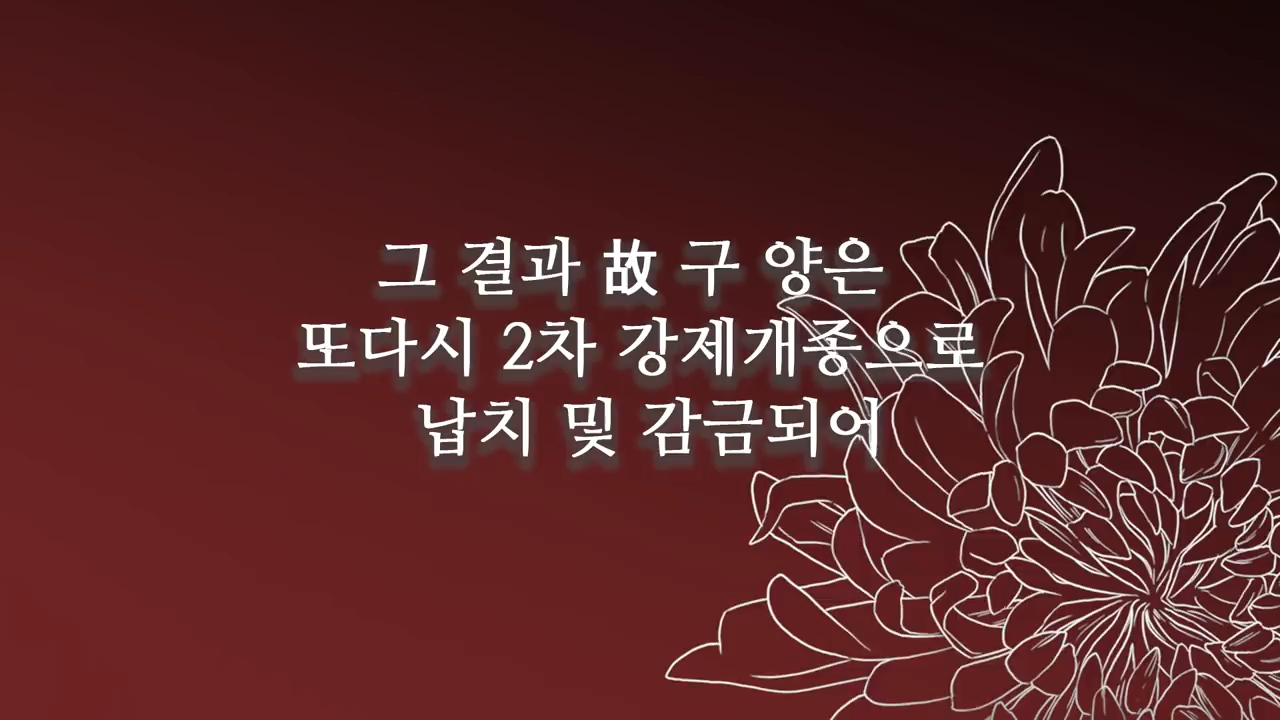 그 결과 故 구 양은
또다시 2차 강제개종으로
납치 및 감금되어